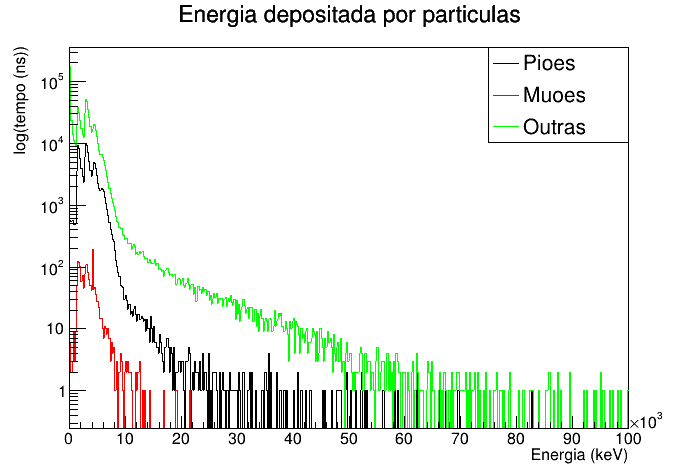 Energia depositada por particulas
log(tempo (ns))
Pioes
Muoes
Outras
10^5
10^4
10^3
10^2
10
1
0 10 20 30 40 50 60 70 80 90 100
×10^3
Energia (keV)